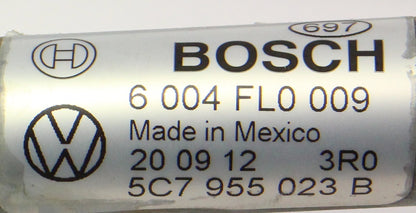 697
BOSCH
6 004 FL0 009
Made in Mexico
20 09 12 3R0
5C7 955 023 B